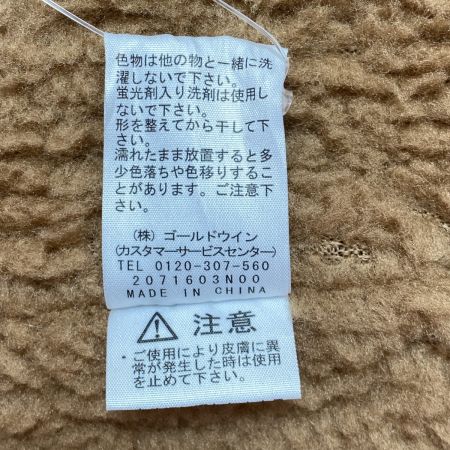 色物は他の物と一緒に洗
濯しないで下さい。
蛍光剤入り洗剤は使用し
ないで下さい。
形を整えてから干して下
さい。
濡れたまま放置すると多
少色落ちや色移りするこ
とがあります。ご注意下
さい。
(株) ゴールドウイン
(カスタマーサービスセンター)
TEL 0120-307-560
2071603N00
MADE IN CHINA
注意
・ご使用により皮膚に異
常が発生した時は使用
を止めて下さい。